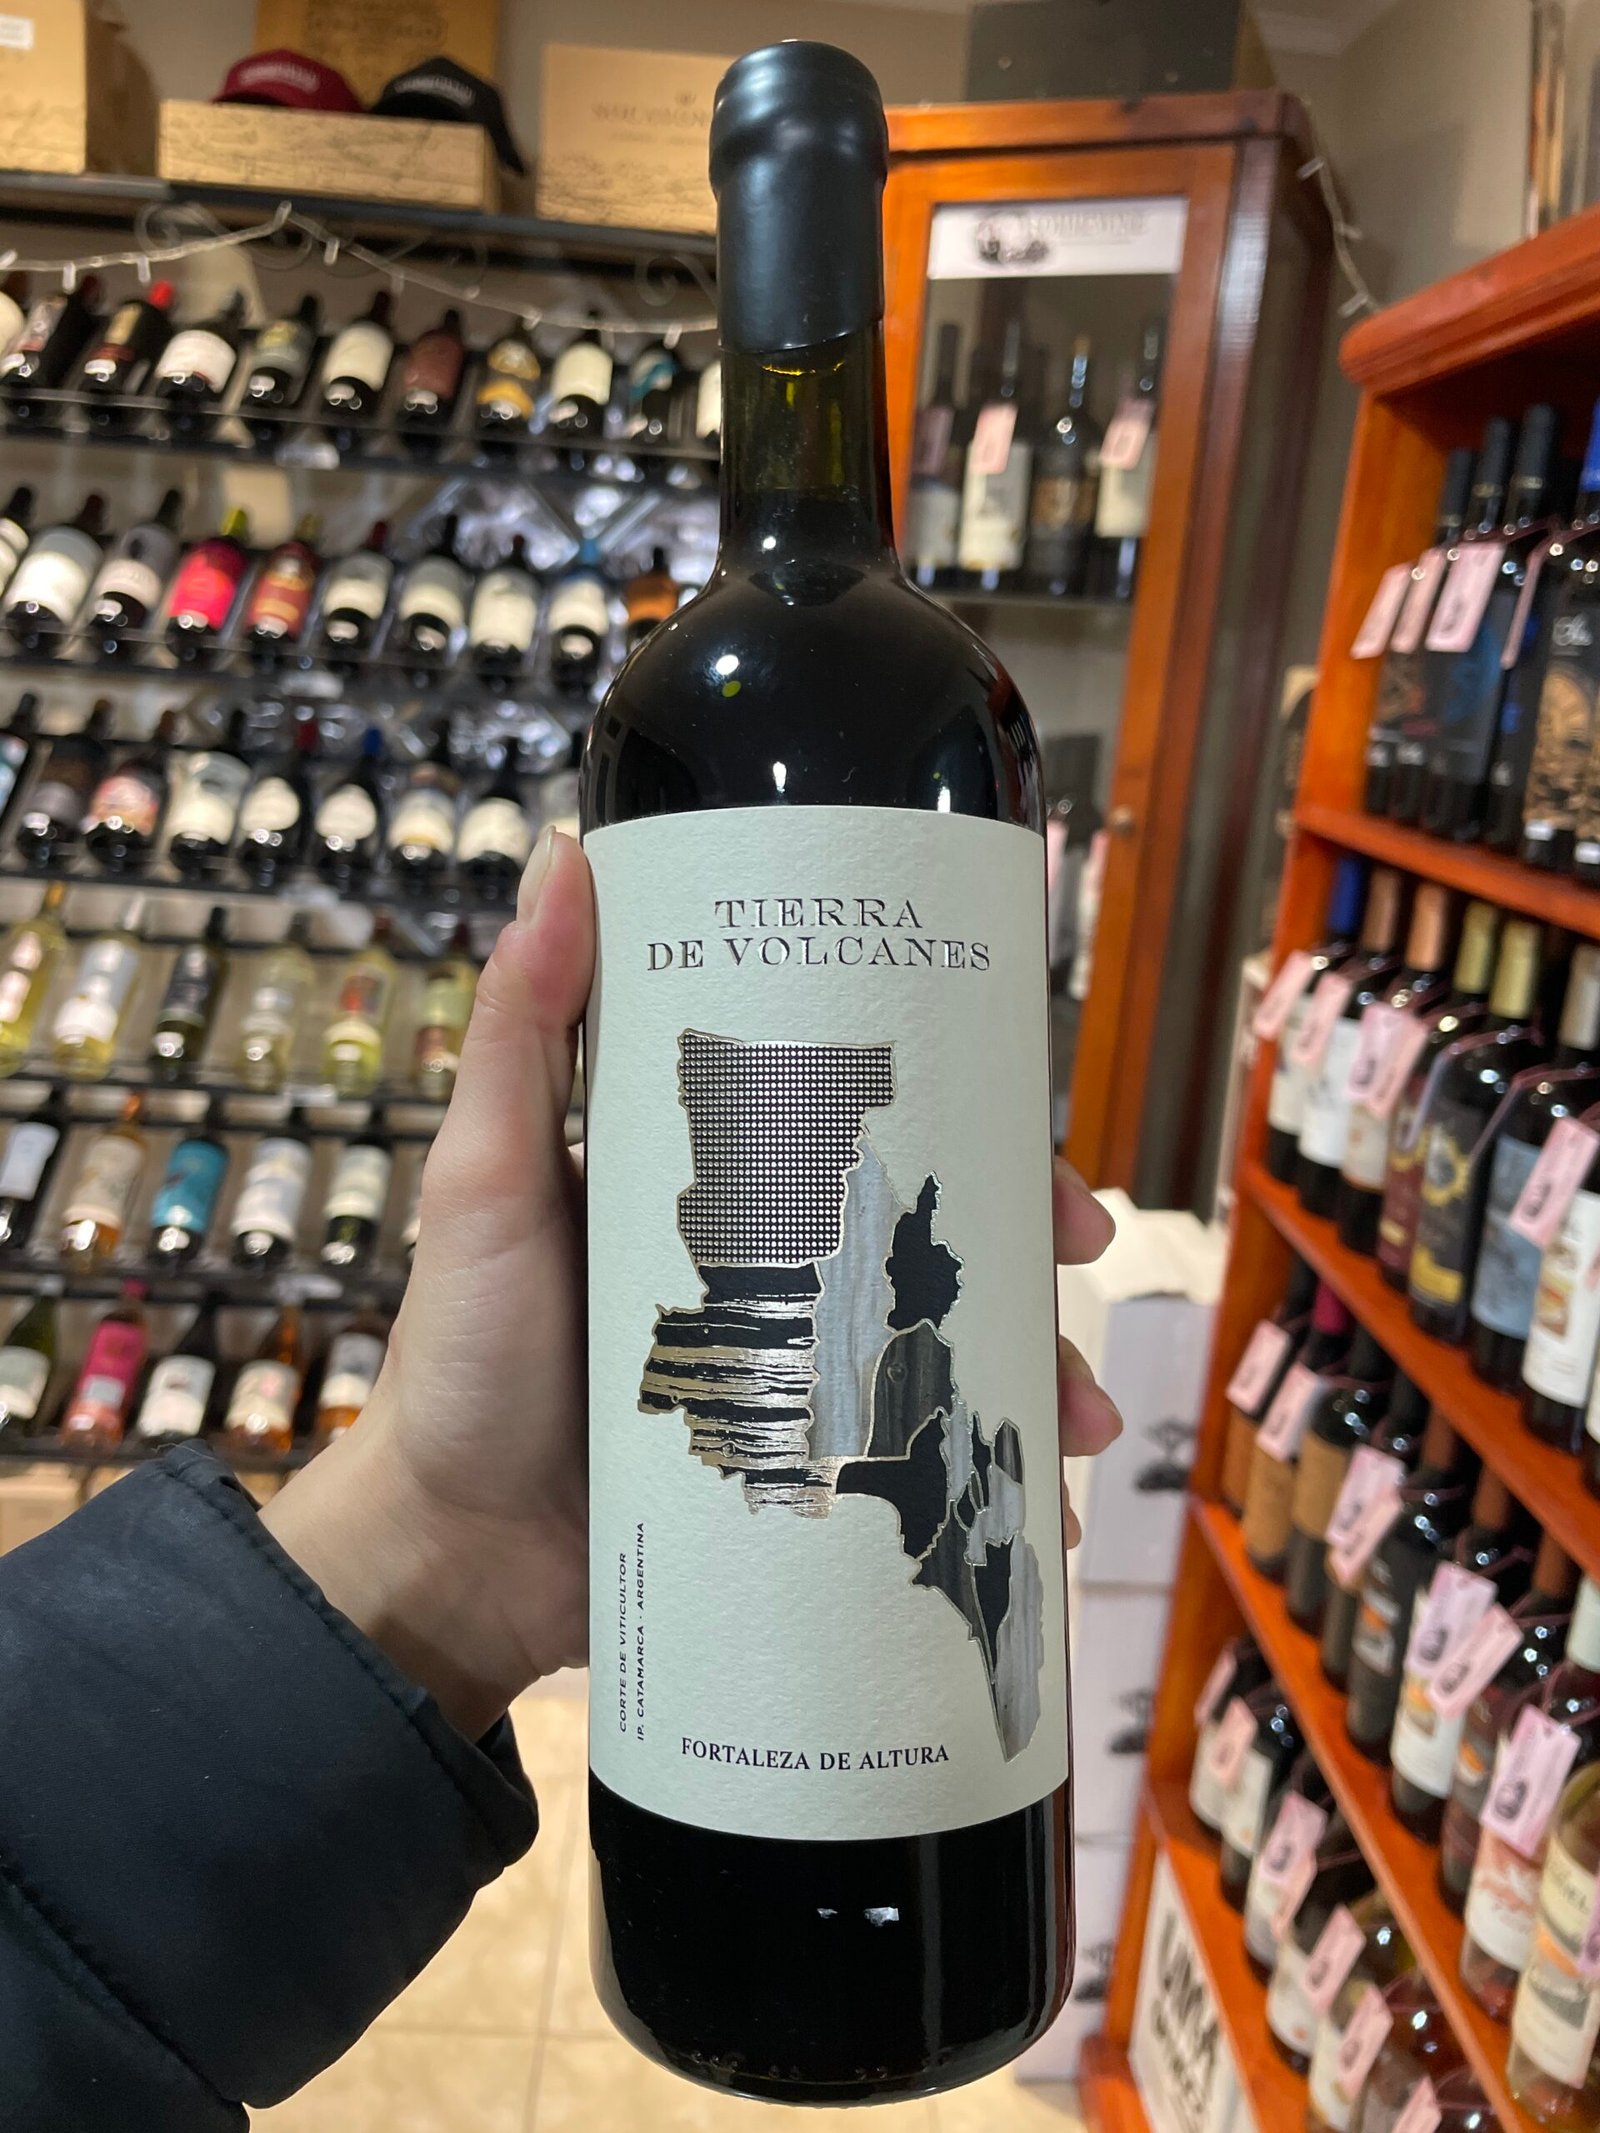 TIERRA
DE VOLCANES
CORTE DE VITICULTOR
IP. CATAMARCA · ARGENTINA
FORTALEZA DE ALTURA